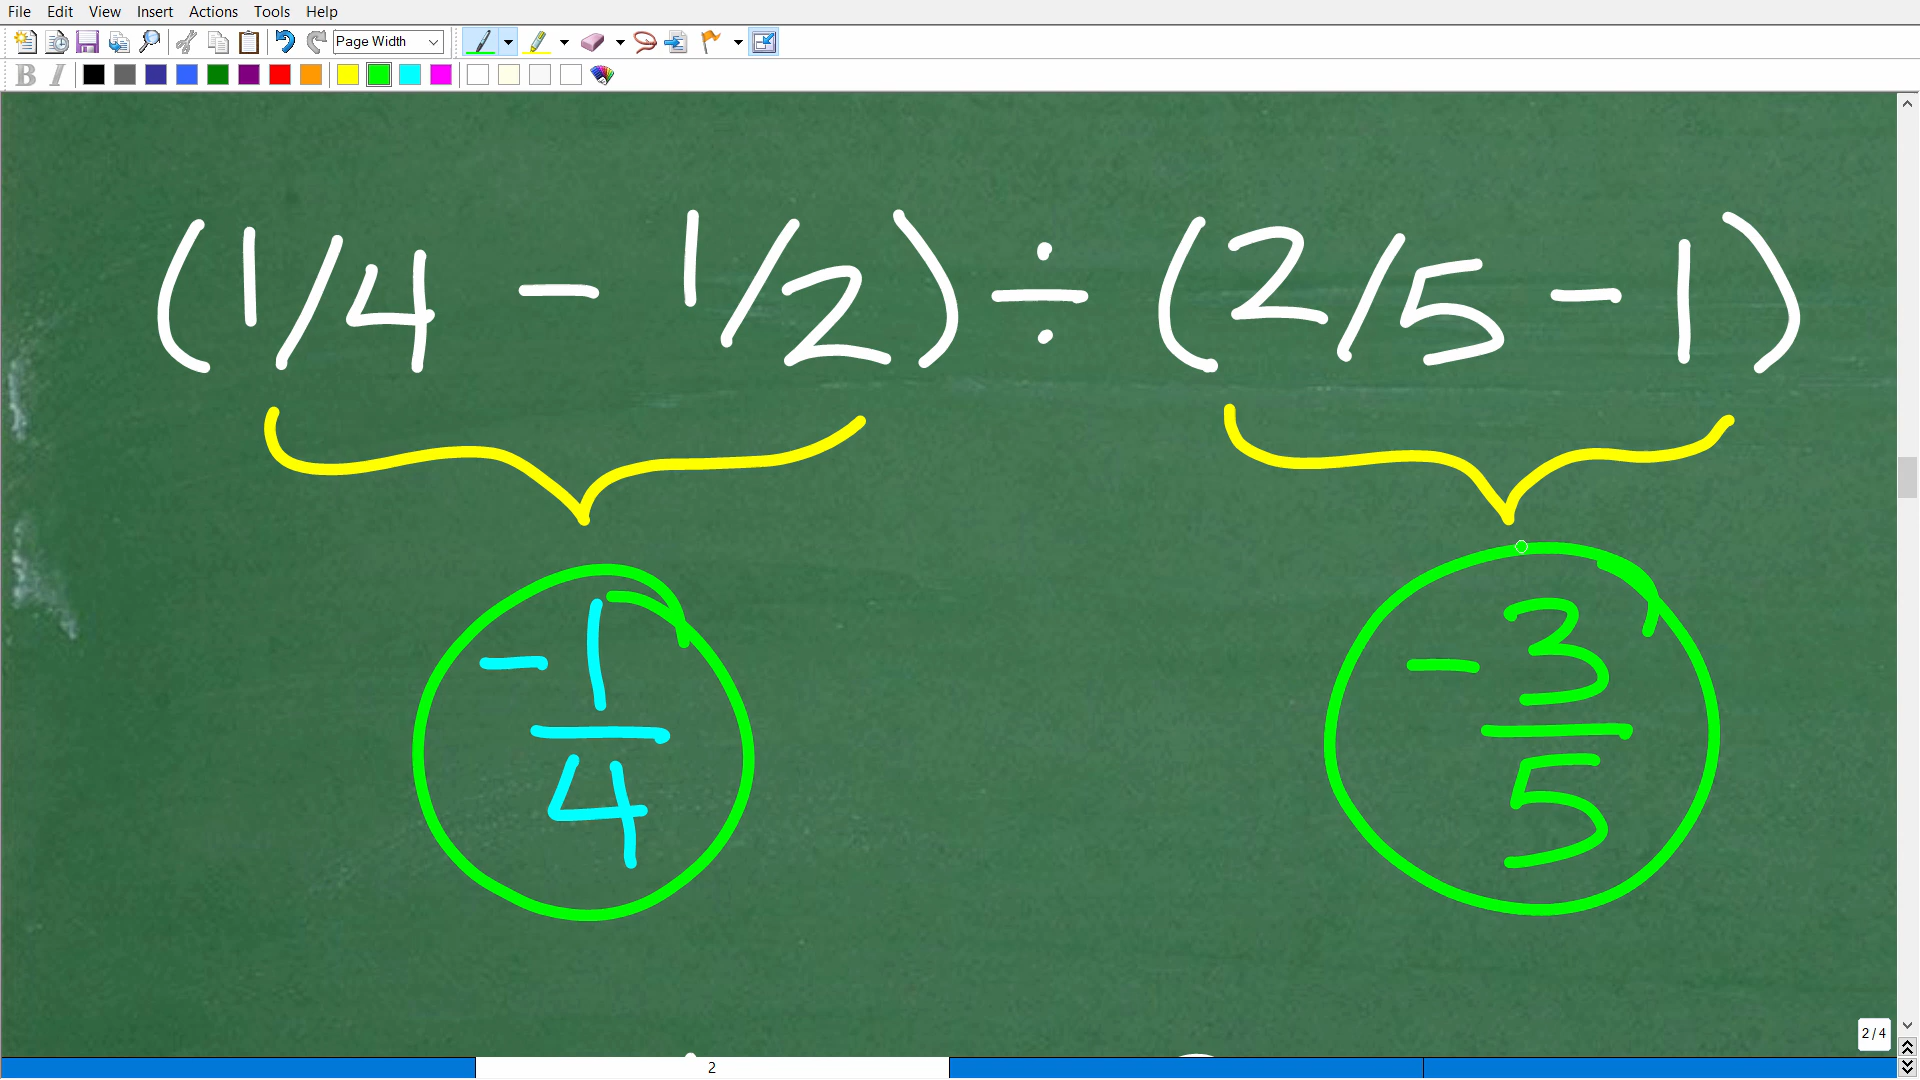 File Edit View Insert Actions Tools Help
Page Width
B I
(1/4 - 1/2) ÷ (2/5 - 1)
-1/4 -3/5
2 / 4
2